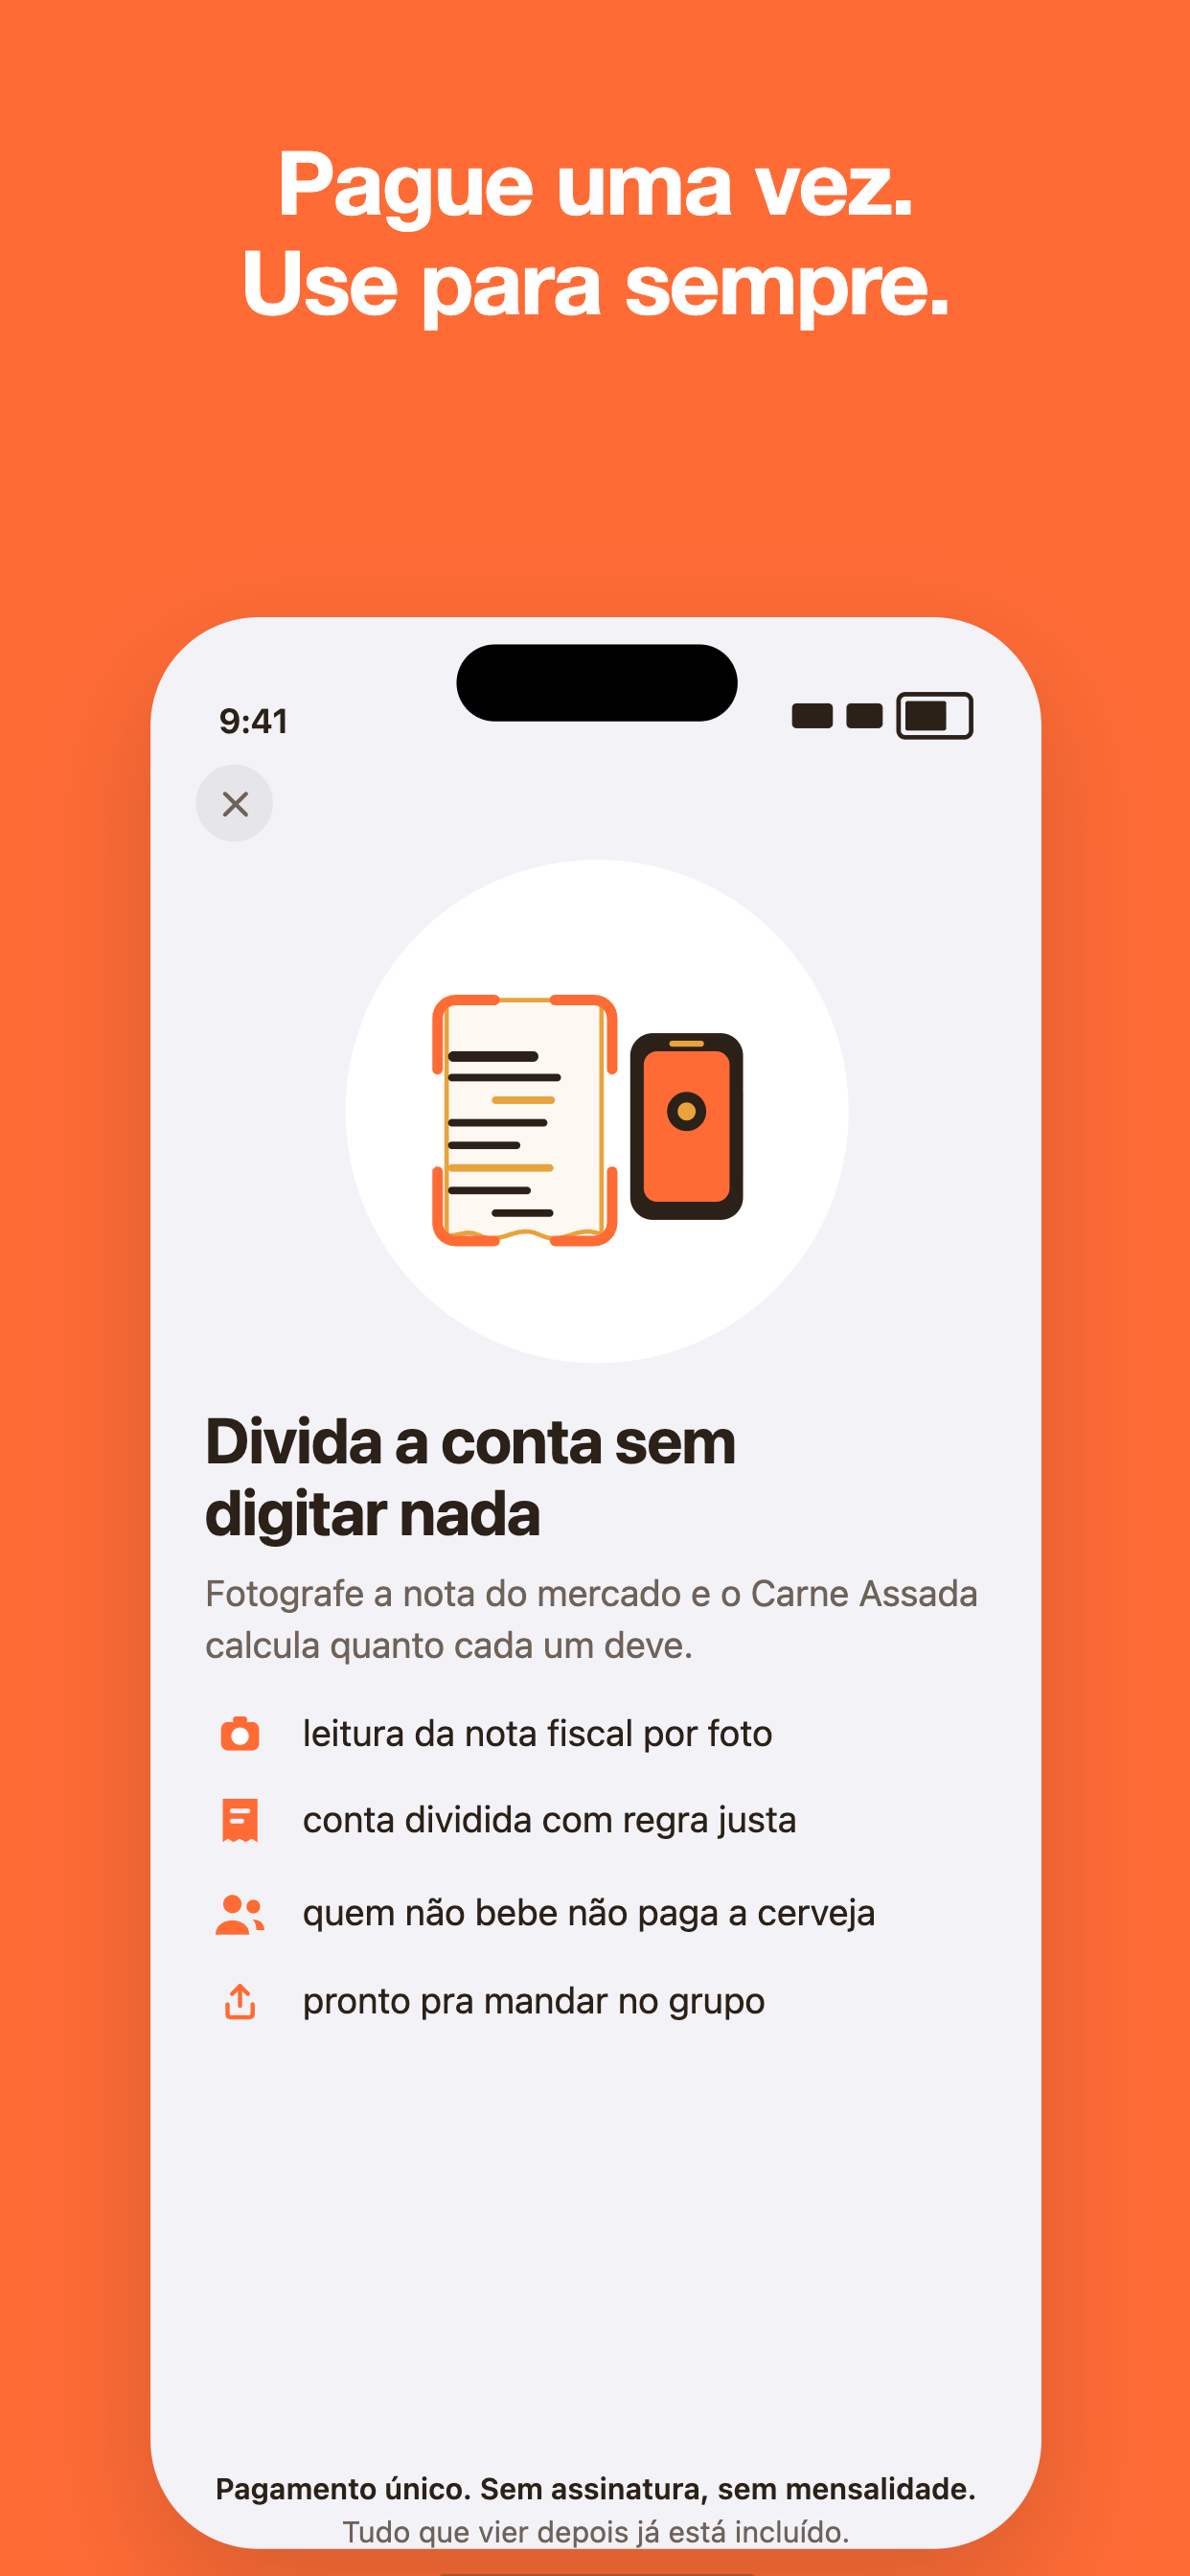 Pague uma vez.
Use para sempre.
9:41
Divida a conta sem
digitar nada
Fotografe a nota do mercado e o Carne Assada
calcula quanto cada um deve.
leitura da nota fiscal por foto
conta dividida com regra justa
quem não bebe não paga a cerveja
pronto pra mandar no grupo
Pagamento único. Sem assinatura, sem mensalidade.
Tudo que vier depois já está incluído.